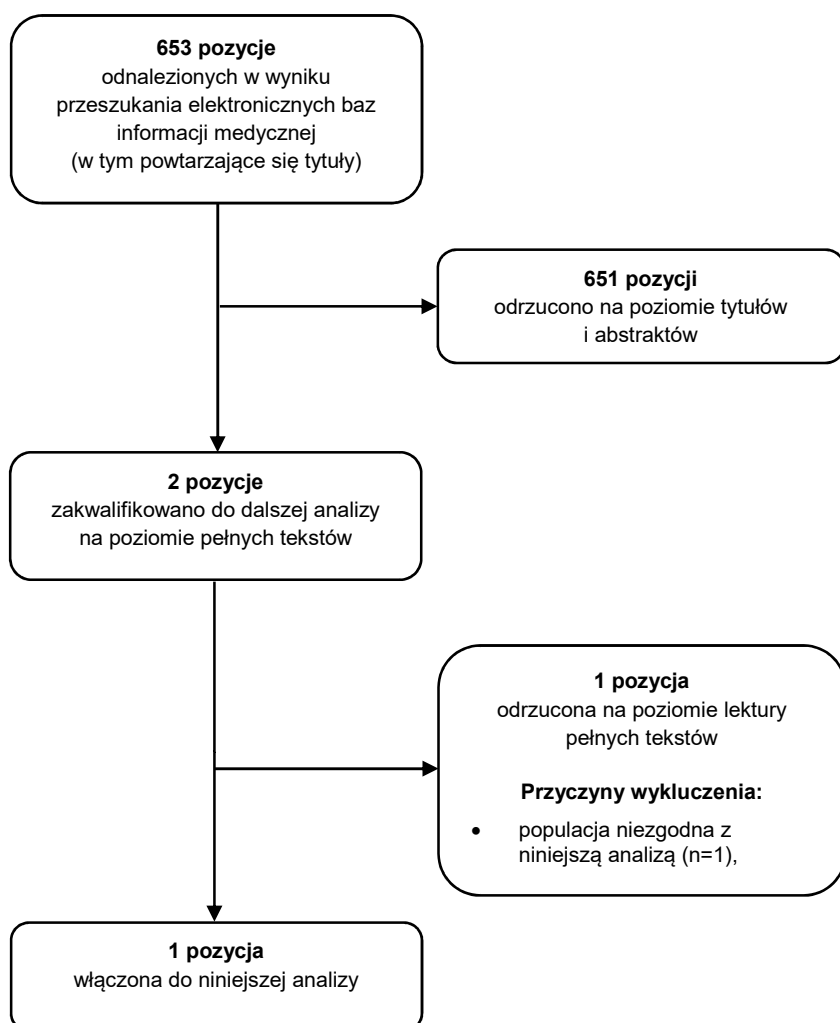 653 pozycje
odnalezionych w wyniku
przeszukania elektronicznych baz
informacji medycznej
(w tym powtarzające się tytuły)
651 pozycji
odrzucono na poziomie tytułów
i abstraktów
2 pozycje
zakwalifikowano do dalszej analizy
na poziomie pełnych tekstów
1 pozycja
odrzucona na poziomie lektury
pełnych tekstów
Przyczyny wykluczenia:
• populacja niezgodna z
niniejszą analizą (n=1),
1 pozycja
włączona do niniejszej analizy